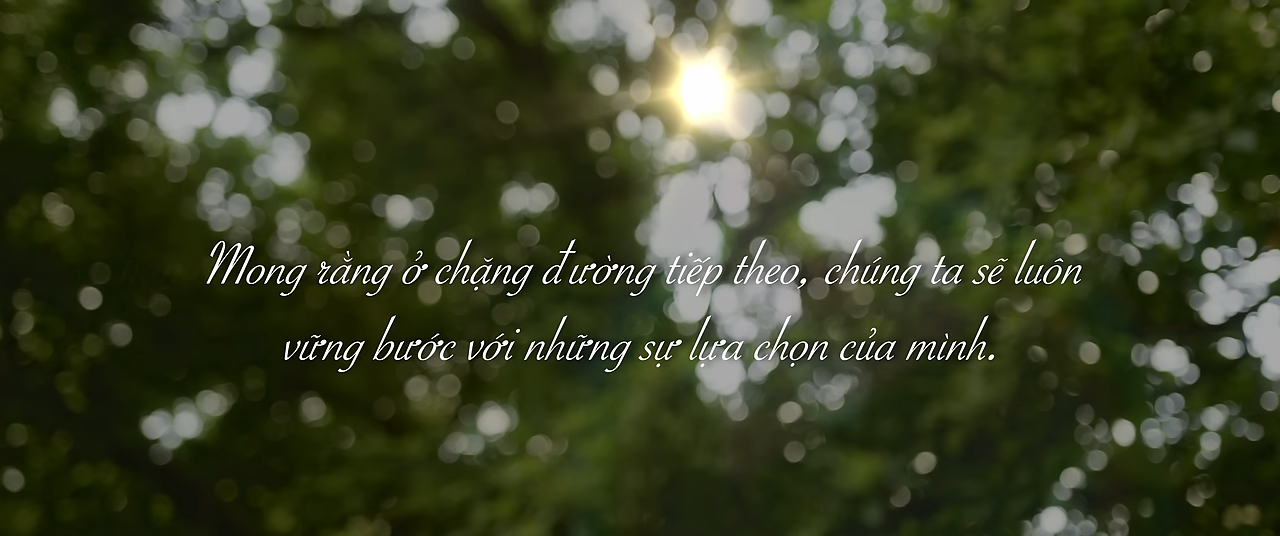 Mong rằng ở chặng đường tiếp theo, chúng ta sẽ luôn
vững bước với những sự lựa chọn của mình.